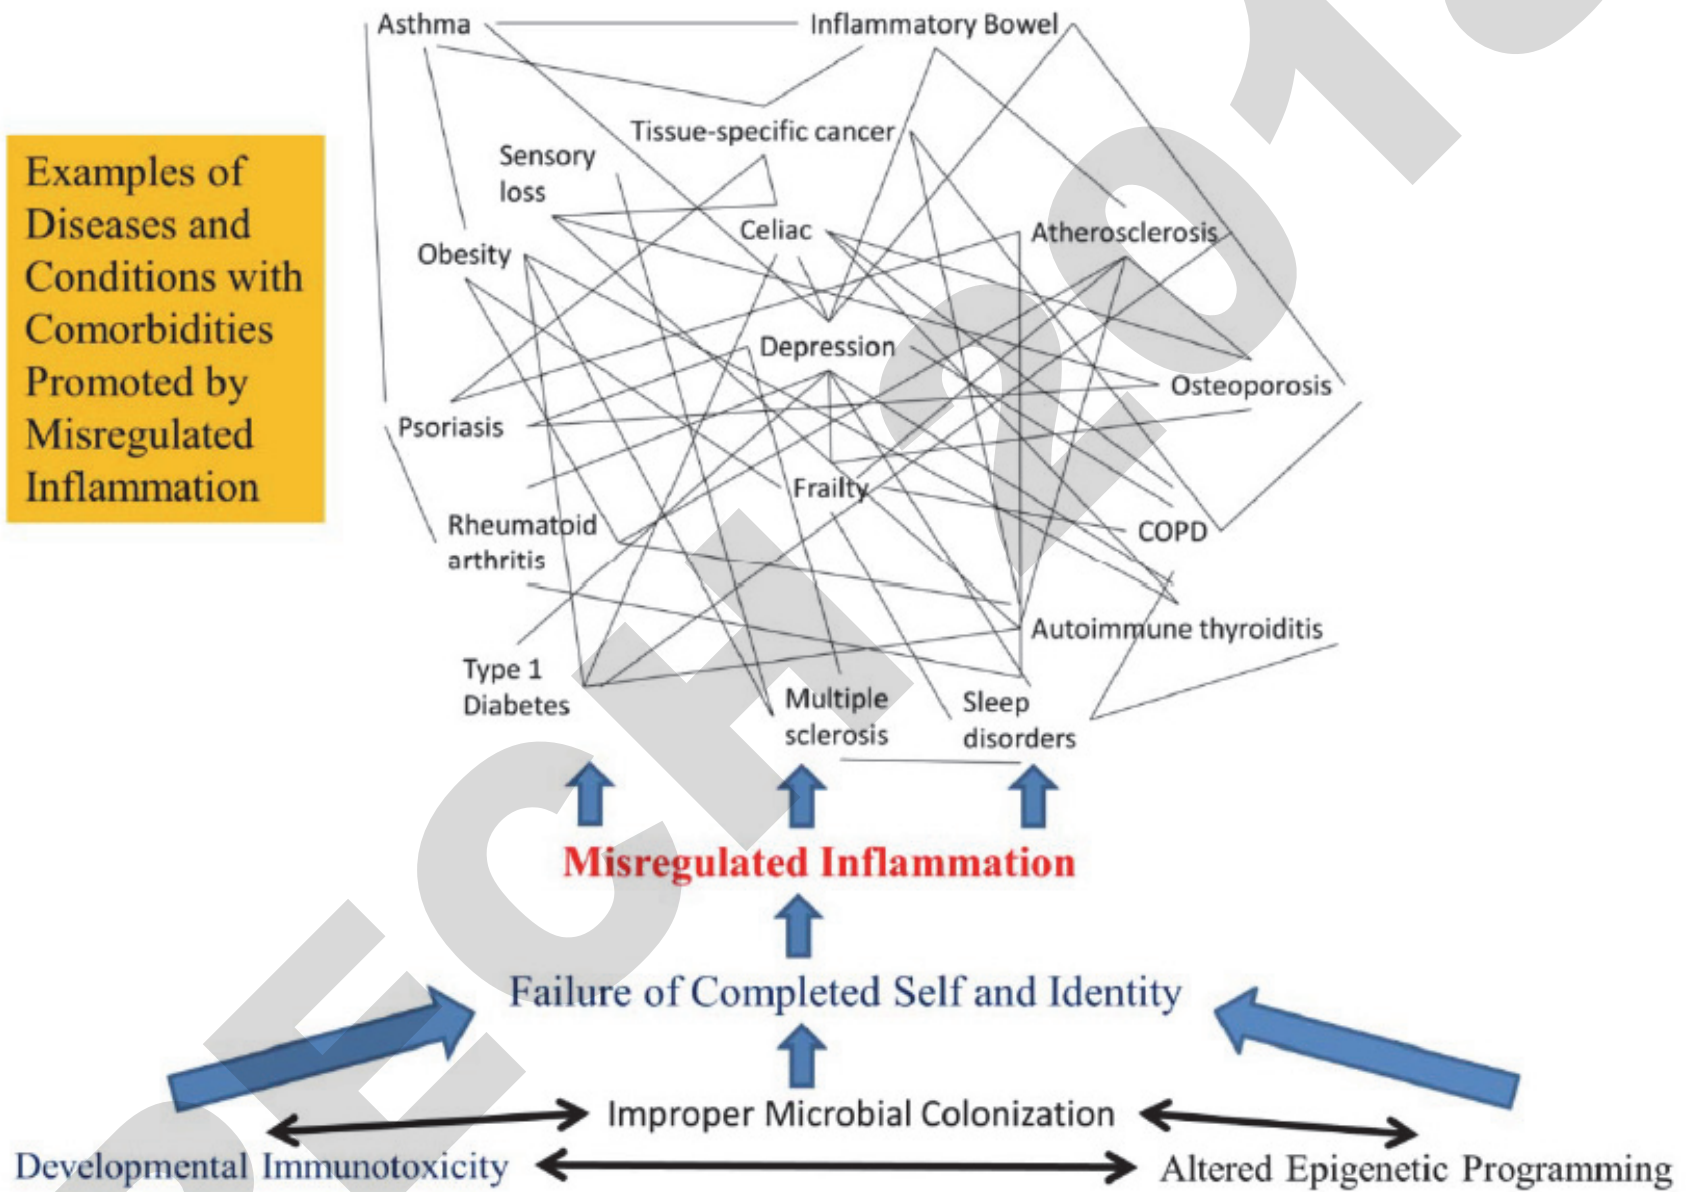 Asthma
Inflammatory Bowel
Tissue-specific cancer
Sensory
loss
Celiac
Atherosclerosis
Obesity
Depression
Osteoporosis
Psoriasis
Frailty
Rheumatoid
arthritis
COPD
Autoimmune thyroiditis
Type 1
Diabetes
Multiple
sclerosis
Sleep
disorders
Examples of
Diseases and
Conditions with
Comorbidities
Promoted by
Misregulated
Inflammation
Misregulated Inflammation
Failure of Completed Self and Identity
Improper Microbial Colonization
Developmental Immunotoxicity
Altered Epigenetic Programming